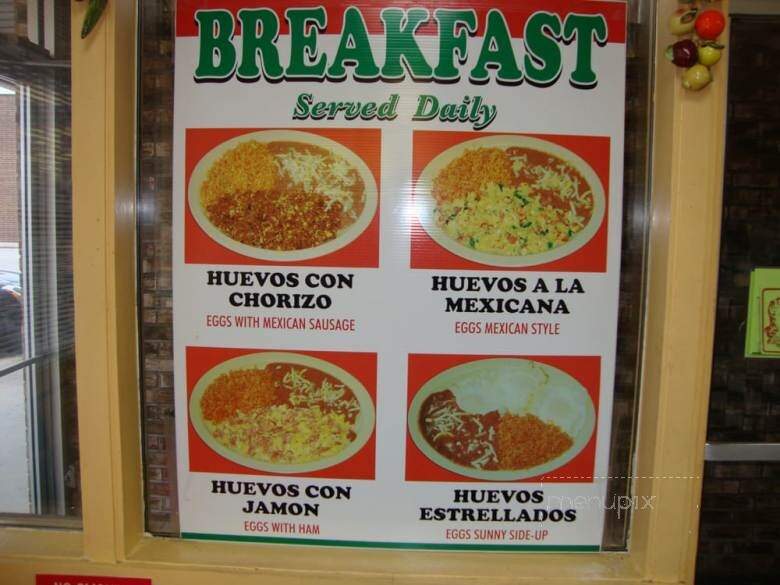 BREAKFAST
Served Daily
HUEVOS CON
CHORIZO
EGGS WITH MEXICAN SAUSAGE
HUEVOS A LA
MEXICANA
EGGS MEXICAN STYLE
HUEVOS CON
JAMON
EGGS WITH HAM
HUEVOS
ESTRELLADOS
EGGS SUNNY SIDE-UP
menupix